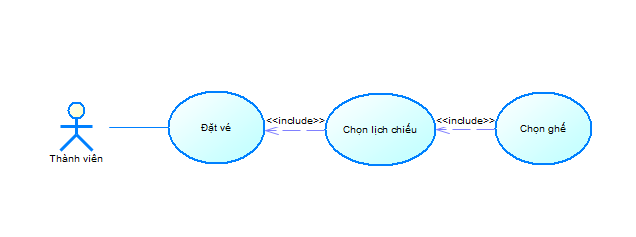 Thành viên
Đặt vé
<<include>>
Chọn lịch chiếu
<<include>>
Chọn ghế